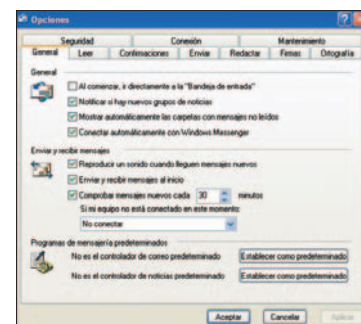 Opciones
Seguridad Conexión Mantenimiento
General Leer Confirmaciones Enviar Redactar Firmas Ortografía
General
Al comenzar, ir directamente a la "Bandeja de entrada"
Notificar si hay nuevos grupos de noticias
Mostrar automáticamente las carpetas con mensajes no leídos
Conectar automáticamente con Windows Messenger
Enviar y recibir mensajes
Reproducir un sonido cuando lleguen mensajes nuevos
Enviar y recibir mensajes al inicio
Comprobar mensajes nuevos cada 30 minutos
Si mi equipo no está conectado en este momento:
No conectar
Programas de mensajería predeterminados
No es el controlador de correo predeterminado Establecer como predeterminado
No es el controlador de noticias predeterminado Establecer como predeterminado
Aceptar Cancelar Aplicar